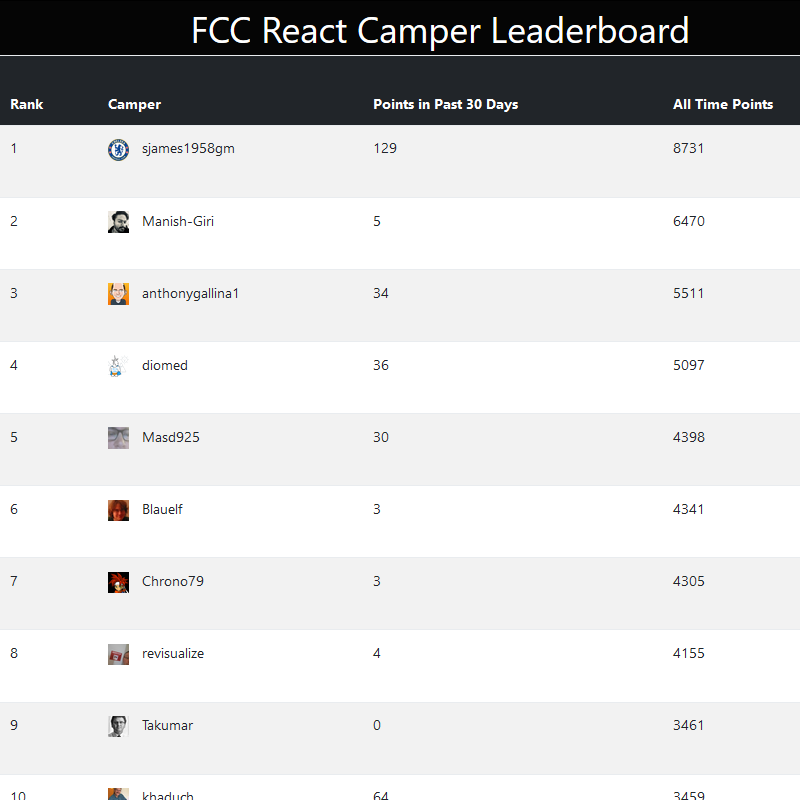 FCC React Camper Leaderboard
Rank Camper Points in Past 30 Days All Time Points
1 sjames1958gm 129 8731
2 Manish-Giri 5 6470
3 anthonygallina1 34 5511
4 diomed 36 5097
5 Masd925 30 4398
6 Blauelf 3 4341
7 Chrono79 3 4305
8 revisualize 4 4155
9 Takumar 0 3461
10 khaduch 64 3459